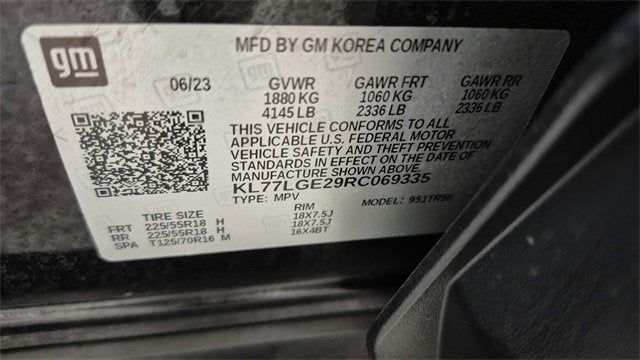 gm
MFD BY GM KOREA COMPANY
06/23 GVWR GAWR FRT GAWR RR
1880 KG 1060 KG 1060 KG
4145 LB 2336 LB 2336 LB
THIS VEHICLE CONFORMS TO ALL
APPLICABLE U.S. FEDERAL MOTOR
VEHICLE SAFETY AND THEFT PREVENTION
STANDARDS IN EFFECT ON THE DATE OF
MANUFACTURE SHOWN ABOVE.
KL77LGE29RC069335
TYPE: MPV MODEL:
TIRE SIZE RIM
FRT 225/55R18 H 18X7.5J
RR 225/55R18 H 18X7.5J
SPA T125/70R16 M 16X4BT